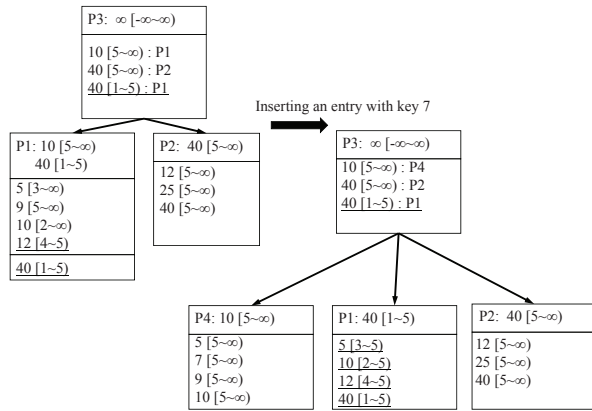 P3: ∞ [-∞~∞)
10 [5~∞) : P1
40 [5~∞) : P2
40 [1~5) : P1
P1: 10 [5~∞)
40 [1~5)
5 [3~∞)
9 [5~∞)
10 [2~∞)
12 [4~5)
40 [1~5)
P2: 40 [5~∞)
12 [5~∞)
25 [5~∞)
40 [5~∞)
Inserting an entry with key 7
P3: ∞ [-∞~∞)
10 [5~∞) : P4
40 [5~∞) : P2
40 [1~5) : P1
P4: 10 [5~∞)
5 [5~∞)
7 [5~∞)
9 [5~∞)
10 [5~∞)
P1: 40 [1~5)
5 [3~5)
10 [2~5)
12 [4~5)
40 [1~5)
P2: 40 [5~∞)
12 [5~∞)
25 [5~∞)
40 [5~∞)